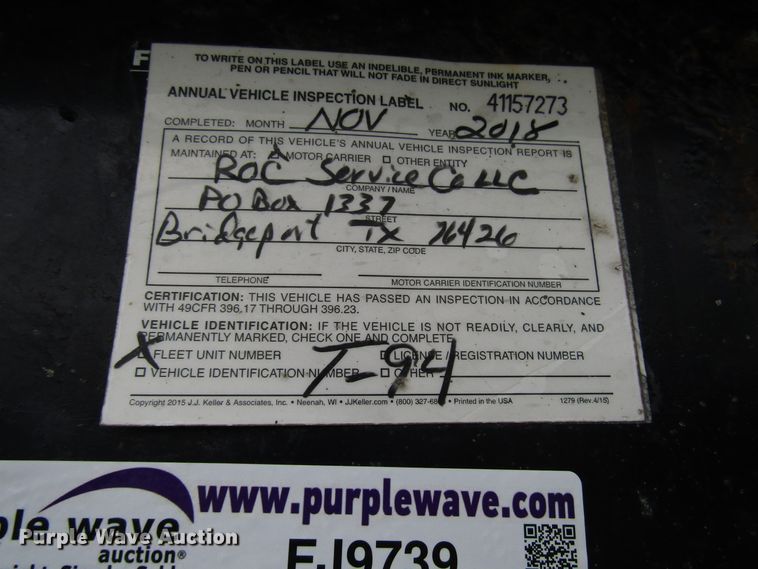 TO WRITE ON THIS LABEL USE AN INDELIBLE, PERMANENT INK MARKER,
PEN OR PENCIL THAT WILL NOT FADE IN DIRECT SUNLIGHT
ANNUAL VEHICLE INSPECTION LABEL NO. 41157273
COMPLETED: MONTH NOV YEAR 2018
A RECORD OF THIS VEHICLE'S ANNUAL VEHICLE INSPECTION REPORT IS
MAINTAINED AT: MOTOR CARRIER OTHER ENTITY
ROC Service Co LLC
COMPANY / NAME
PO Box 1337
STREET
Bridgeport Tx 76426
CITY, STATE, ZIP CODE
TELEPHONE MOTOR CARRIER IDENTIFICATION NUMBER
CERTIFICATION: THIS VEHICLE HAS PASSED AN INSPECTION IN ACCORDANCE
WITH 49CFR 396.17 THROUGH 396.23.
VEHICLE IDENTIFICATION: IF THE VEHICLE IS NOT READILY, CLEARLY, AND
PERMANENTLY MARKED, CHECK ONE AND COMPLETE
X FLEET UNIT NUMBER LICENSE / REGISTRATION NUMBER
VEHICLE IDENTIFICATION NUMBER OTHER
T-94
Copyright 2015 J.J. Keller & Associates, Inc. • Neenah, WI • JJKeller.com • (800) 327-68 • Printed in the USA 1279 (Rev. 4/15)
www.purplewave.com
ple wave
auction®
EJ9739
Purple Wave Auction
Purple Wave Auction